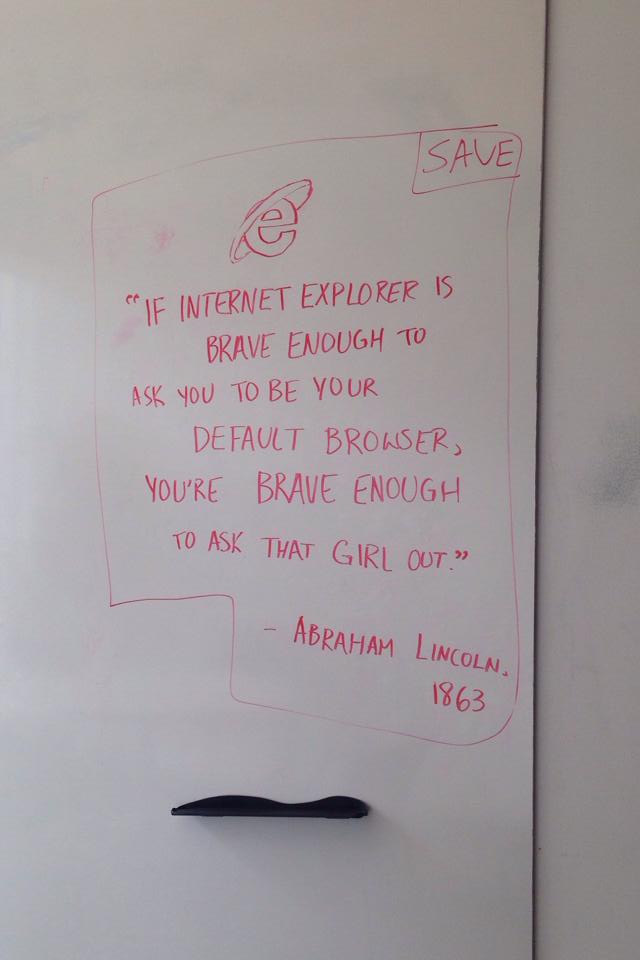 SAVE
e
"IF INTERNET EXPLORER IS
BRAVE ENOUGH TO
ASK YOU TO BE YOUR
DEFAULT BROWSER,
YOU'RE BRAVE ENOUGH
TO ASK THAT GIRL OUT."
- ABRAHAM LINCOLN.
1863